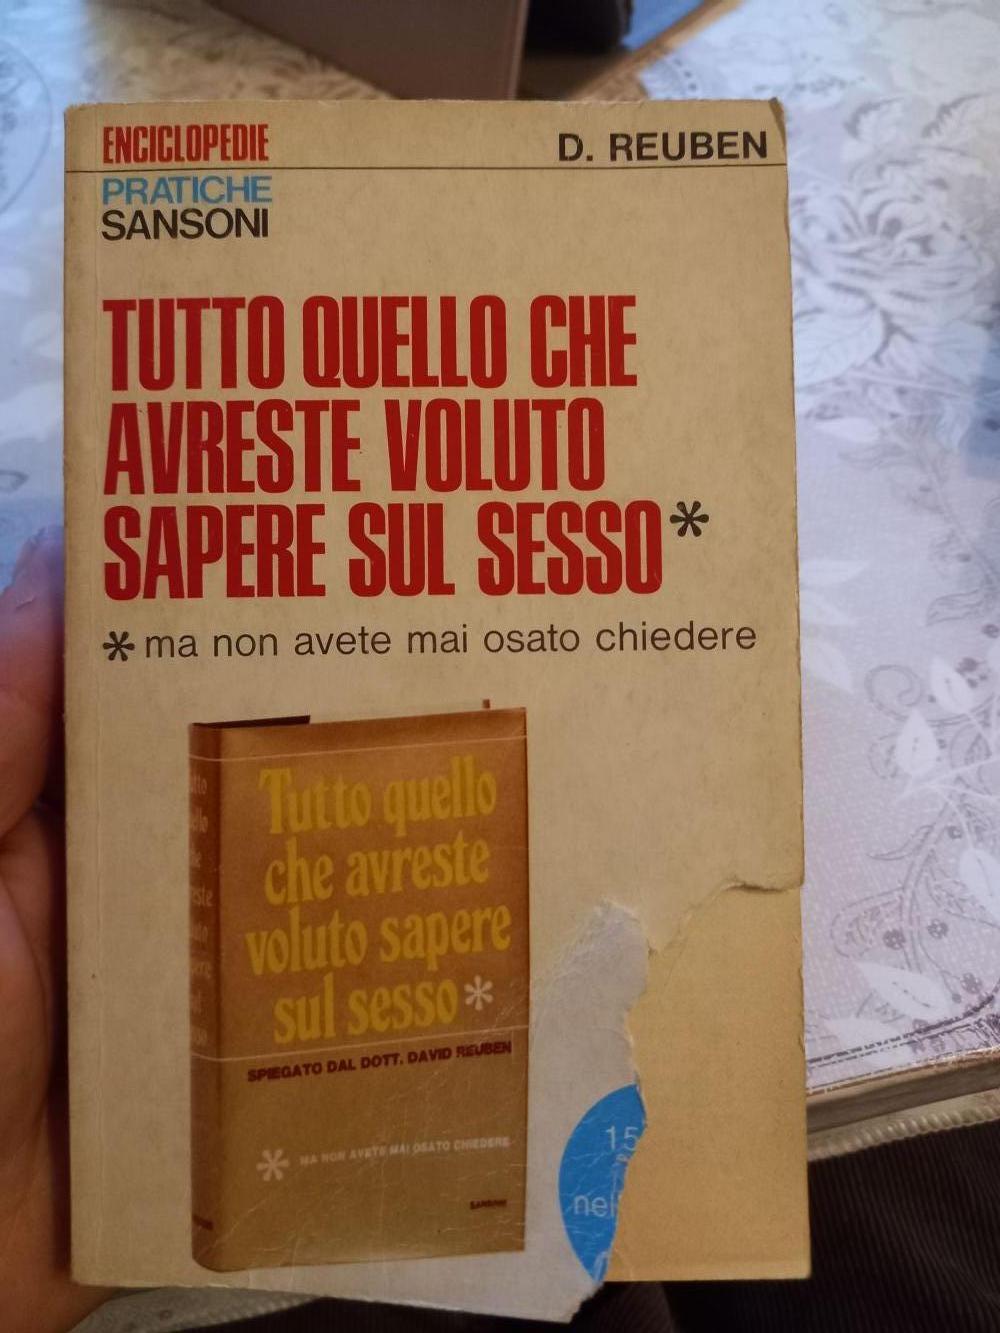 ENCICLOPEDIE
D. REUBEN
PRATICHE
SANSONI
TUTTO QUELLO CHE
AVRESTE VOLUTO
SAPERE SUL SESSO*
* ma non avete mai osato chiedere
Tutto quello
che avreste
voluto sapere
sul sesso*
SPIEGATO DAL DOTT. DAVID REUBEN
* MA NON AVETE MAI OSATO CHIEDERE
SANSONI
15
nel